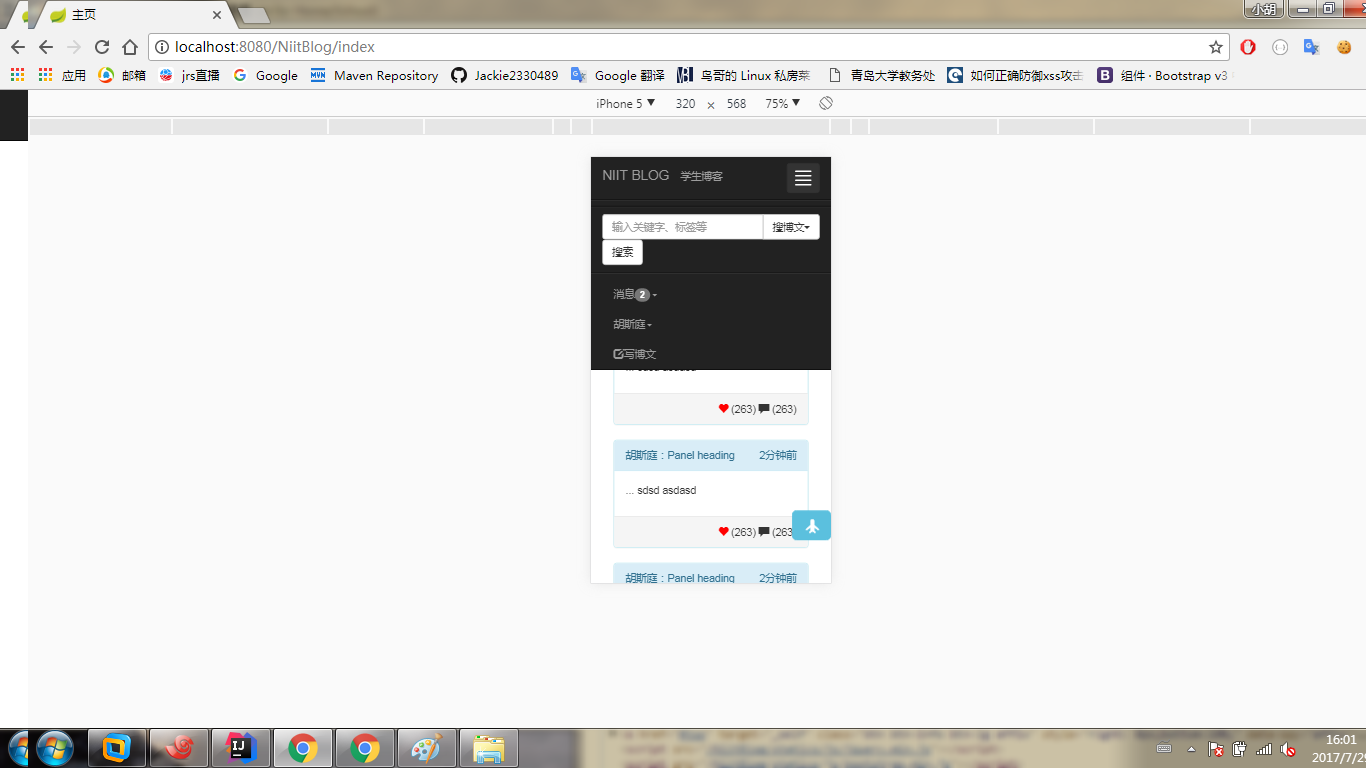 主页
小胡
localhost:8080/NiitBlog/index
应用 邮箱 jrs直播 Google Maven Repository Jackie2330489 Google 翻译 鸟哥的 Linux 私房菜 青岛大学教务处 如何正确防御xss攻击 组件 · Bootstrap v3
iPhone 5 320 × 568 75%
NIIT BLOG 学生博客
输入关键字、标签等 搜博文
搜索
消息 2
胡斯庭
写博文
... sdsd asdasd
(263) (263)
胡斯庭：Panel heading 2分钟前
... sdsd asdasd
(263) (263
胡斯庭：Panel heading 2分钟前
16:01
2017/7/29